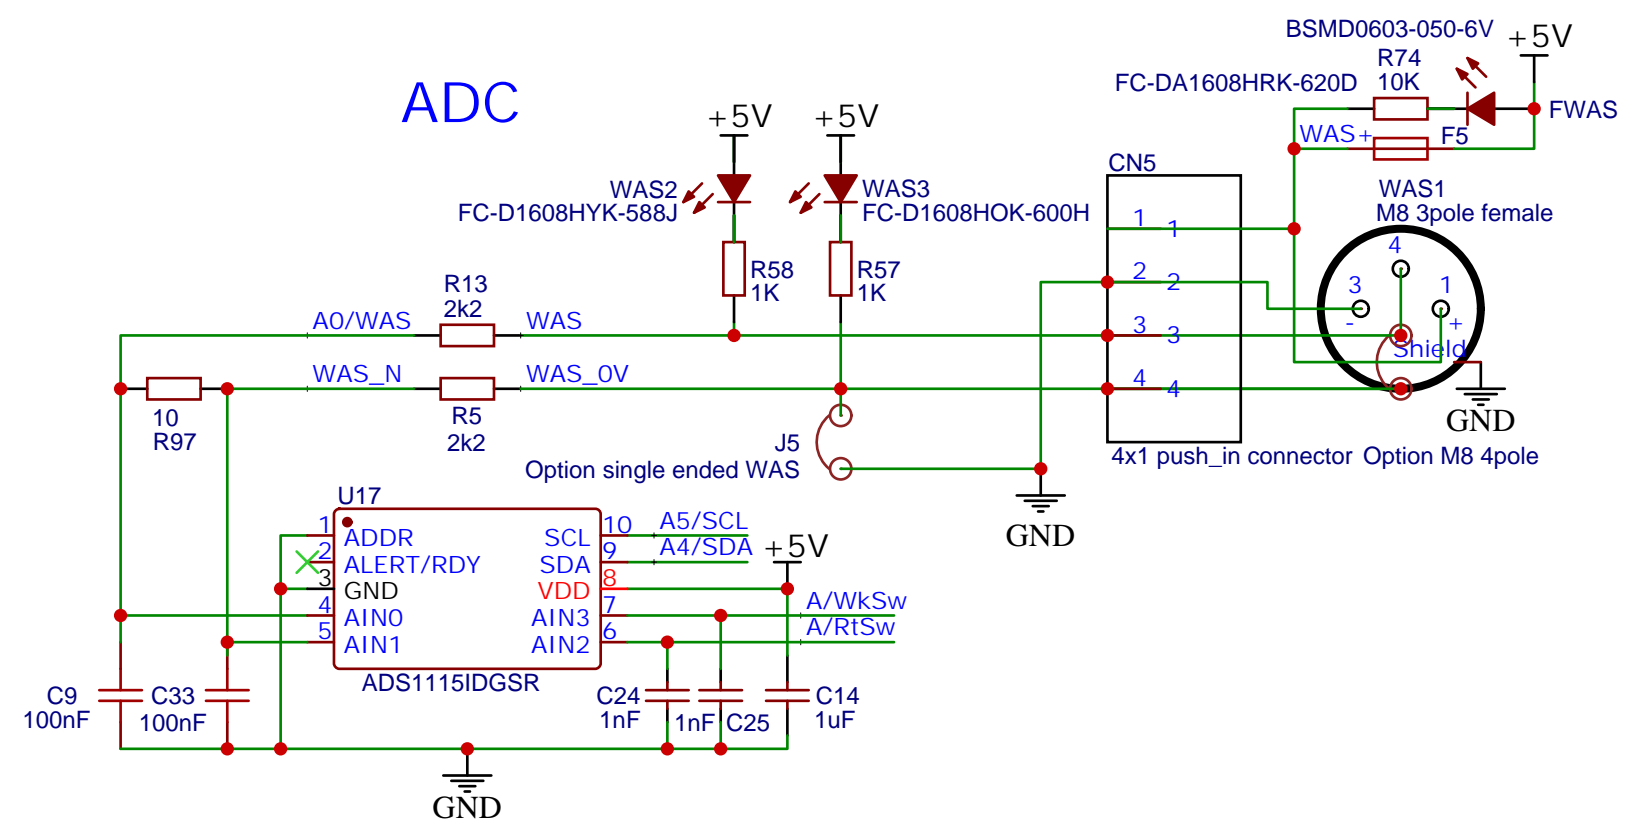 ADC
BSMD0603-050-6V
+5V
R74
10K
FC-DA1608HRK-620D
FWAS
WAS+
F5
+5V
+5V
CN5
WAS2
FC-D1608HYK-588J
WAS3
FC-D1608HOK-600H
WAS1
M8 3pole female
1
1
4
R58
1K
R57
1K
2
2
3
1
-
+
R13
2k2
A0/WAS
WAS
3
3
Shield
WAS_N
WAS_0V
4
4
10
R97
R5
2k2
GND
J5
Option single ended WAS
4x1 push_in connector
Option M8 4pole
GND
U17
1
ADDR
2
ALERT/RDY
3
GND
4
AIN0
5
AIN1
10
SCL
9
SDA
8
VDD
7
AIN3
6
AIN2
A5/SCL
A4/SDA
+5V
A/WkSw
A/RtSw
ADS1115IDGSR
C9
100nF
C33
100nF
C24
1nF
1nF
C25
C14
1uF
GND